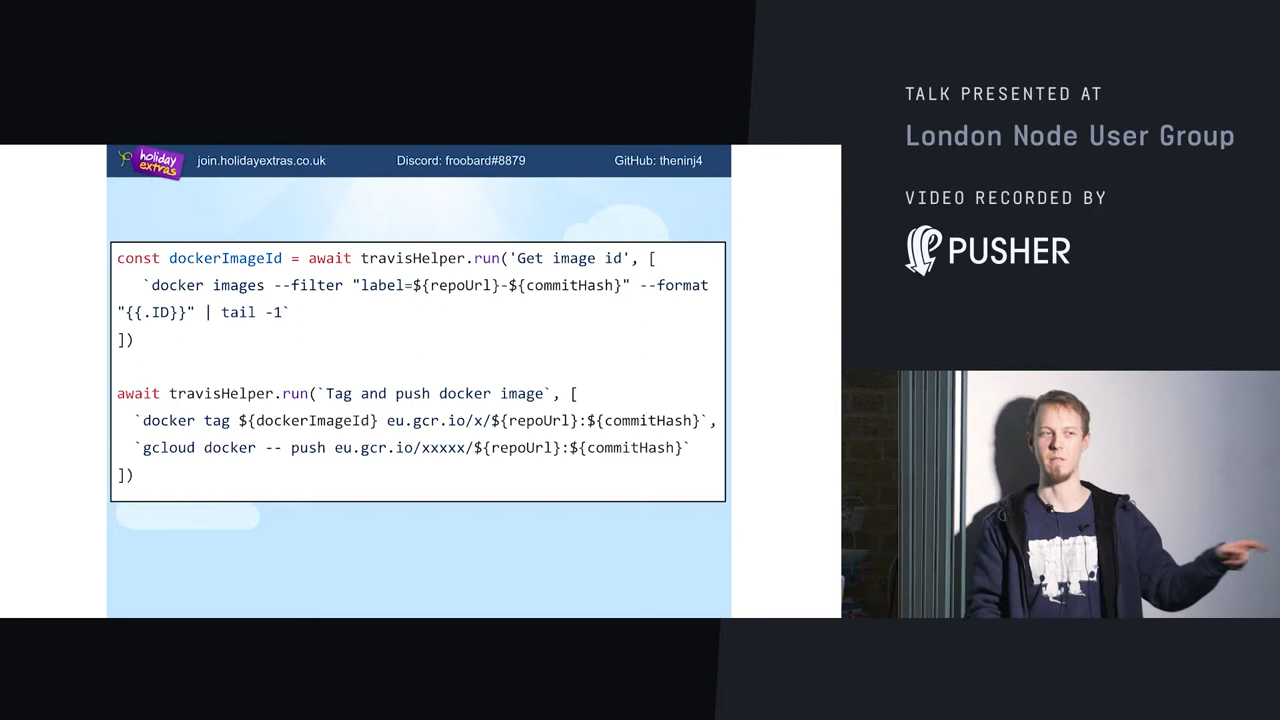 holiday extras
join.holidayextras.co.uk
Discord: froobard#8879
GitHub: theninj4
const dockerImageId = await travisHelper.run('Get image id', [
`docker images --filter "label=${repoUrl}-${commitHash}" --format
"{{.ID}}" | tail -1`
])
await travisHelper.run(`Tag and push docker image`, [
`docker tag ${dockerImageId} eu.gcr.io/x/${repoUrl}:${commitHash}`,
`gcloud docker -- push eu.gcr.io/xxxxx/${repoUrl}:${commitHash}`
])
TALK PRESENTED AT
London Node User Group
VIDEO RECORDED BY
PUSHER